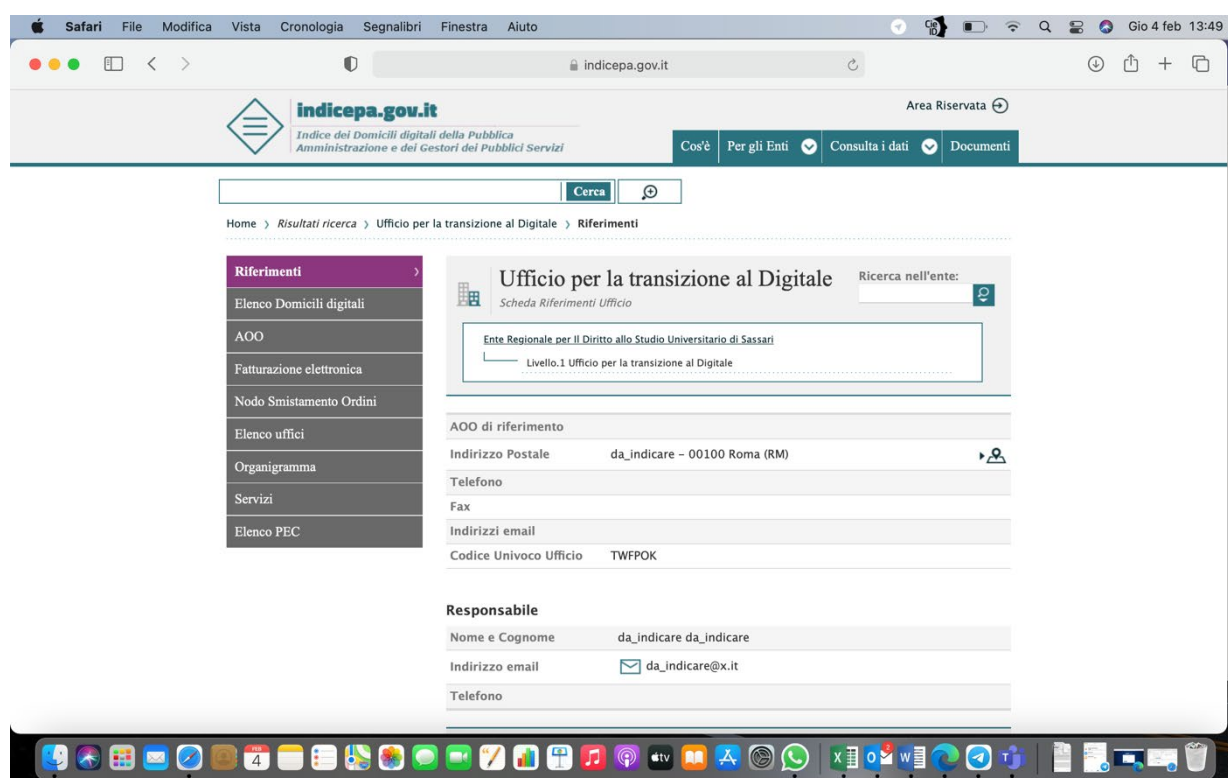 Safari File Modifica Vista Cronologia Segnalibri Finestra Aiuto Gio 4 feb 13:49
indicepa.gov.it
indicepa.gov.it
Indice dei Domicili digitali della Pubblica
Amministrazione e dei Gestori dei Pubblici Servizi
Area Riservata
Cos'è Per gli Enti Consulta i dati Documenti
Cerca
Home > Risultati ricerca > Ufficio per la transizione al Digitale > Riferimenti
Riferimenti
Elenco Domicili digitali
AOO
Fatturazione elettronica
Nodo Smistamento Ordini
Elenco uffici
Organigramma
Servizi
Elenco PEC
Ufficio per la transizione al Digitale
Scheda Riferimenti Ufficio
Ricerca nell'ente:
Ente Regionale per Il Diritto allo Studio Universitario di Sassari
Livello.1 Ufficio per la transizione al Digitale
AOO di riferimento
Indirizzo Postale da_indicare - 00100 Roma (RM)
Telefono
Fax
Indirizzi email
Codice Univoco Ufficio TWFPOK
Responsabile
Nome e Cognome da_indicare da_indicare
Indirizzo email da_indicare@x.it
Telefono